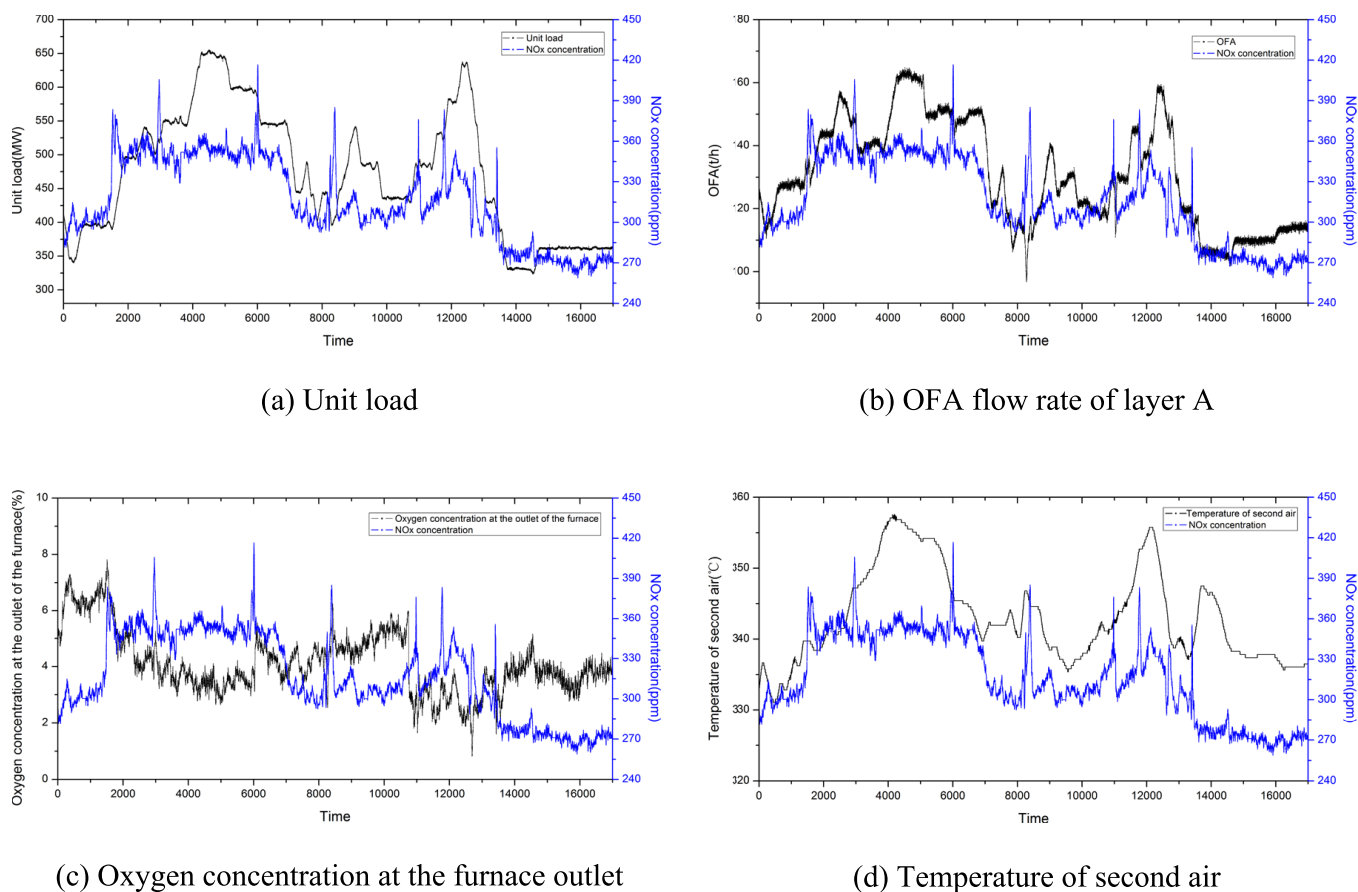 Unit load(MW)
700
650
600
550
500
450
400
350
300
Unit load
NOx concentration
450
420
390
360
330
300
270
240
NOx concentration(ppm)
0 2000 4000 6000 8000 10000 12000 14000 16000
Time
(a) Unit load
OFA(t/h)
80
60
40
20
00
OFA
NOx concentration
450
420
390
360
330
300
270
240
NOx concentration(ppm)
0 2000 4000 6000 8000 10000 12000 14000 16000
Time
(b) OFA flow rate of layer A
Oxygen concentration at the outlet of the furnace(%)
10
8
6
4
2
0
Oxygen concentration at the outlet of the furnace
NOx concentration
450
420
390
360
330
300
270
240
NOx concentration(ppm)
0 2000 4000 6000 8000 10000 12000 14000 16000
Time
(c) Oxygen concentration at the furnace outlet
Temperature of second air(℃)
360
350
340
330
320
Temperature of second air
NOx concentration
450
420
390
360
330
300
270
240
NOx concentration(ppm)
0 2000 4000 6000 8000 10000 12000 14000 16000
Time
(d) Temperature of second air